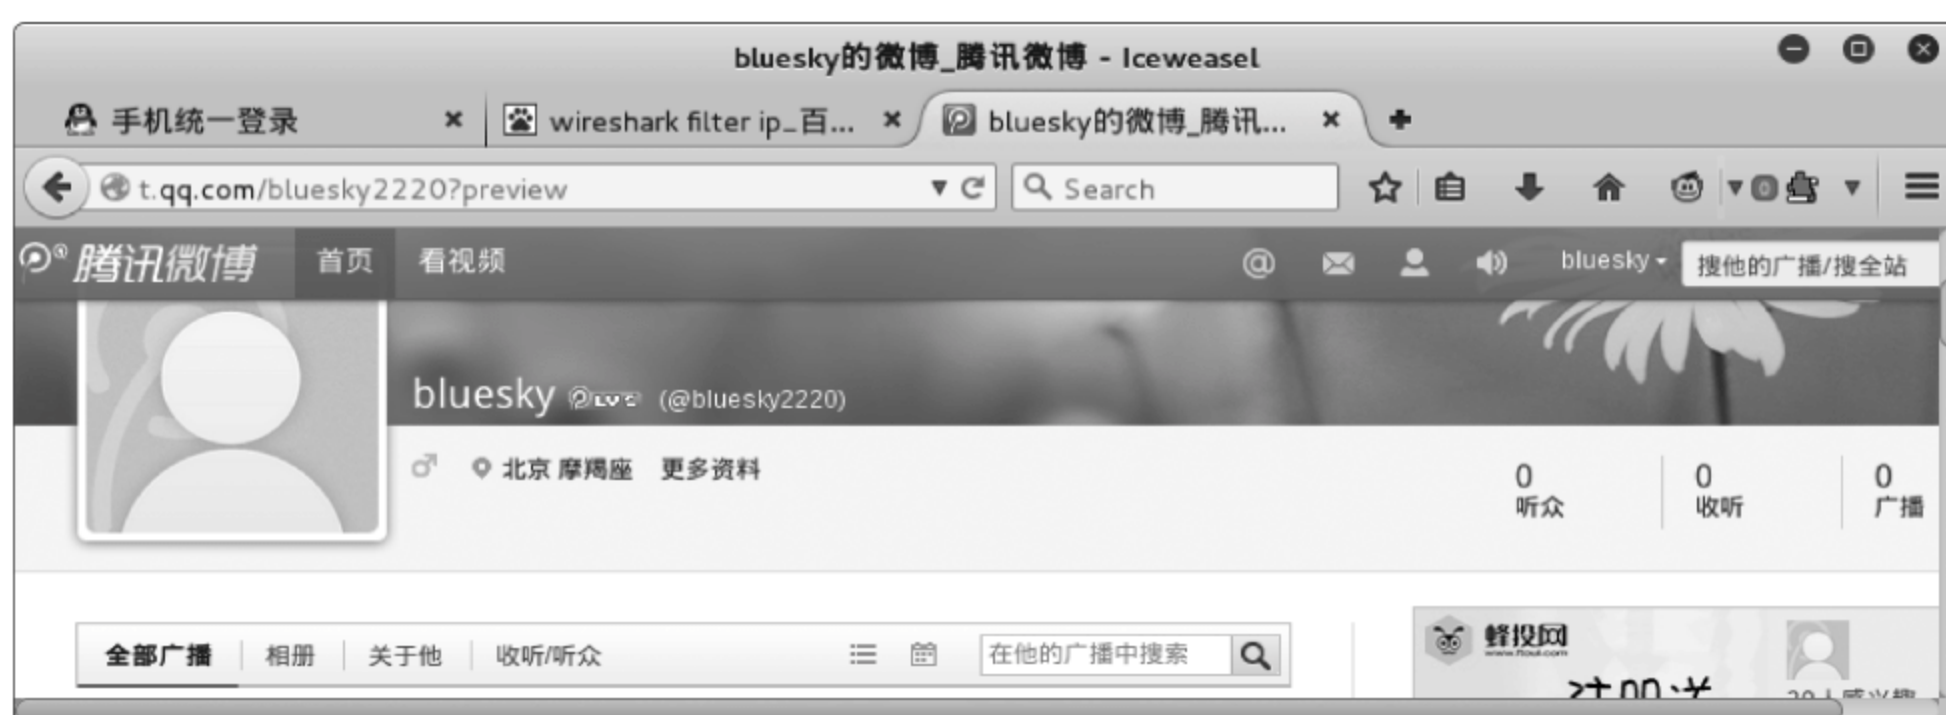 bluesky的微博_腾讯微博 - Iceweasel
手机统一登录 wireshark filter ip_百... bluesky的微博_腾讯...
t.qq.com/bluesky2220?preview Search
腾讯微博 首页 看视频 @ bluesky 搜他的广播/搜全站
bluesky (@bluesky2220)
北京 摩羯座 更多资料
0 0 0
听众 收听 广播
全部广播 相册 关于他 收听/听众 在他的广播中搜索
蜂投网